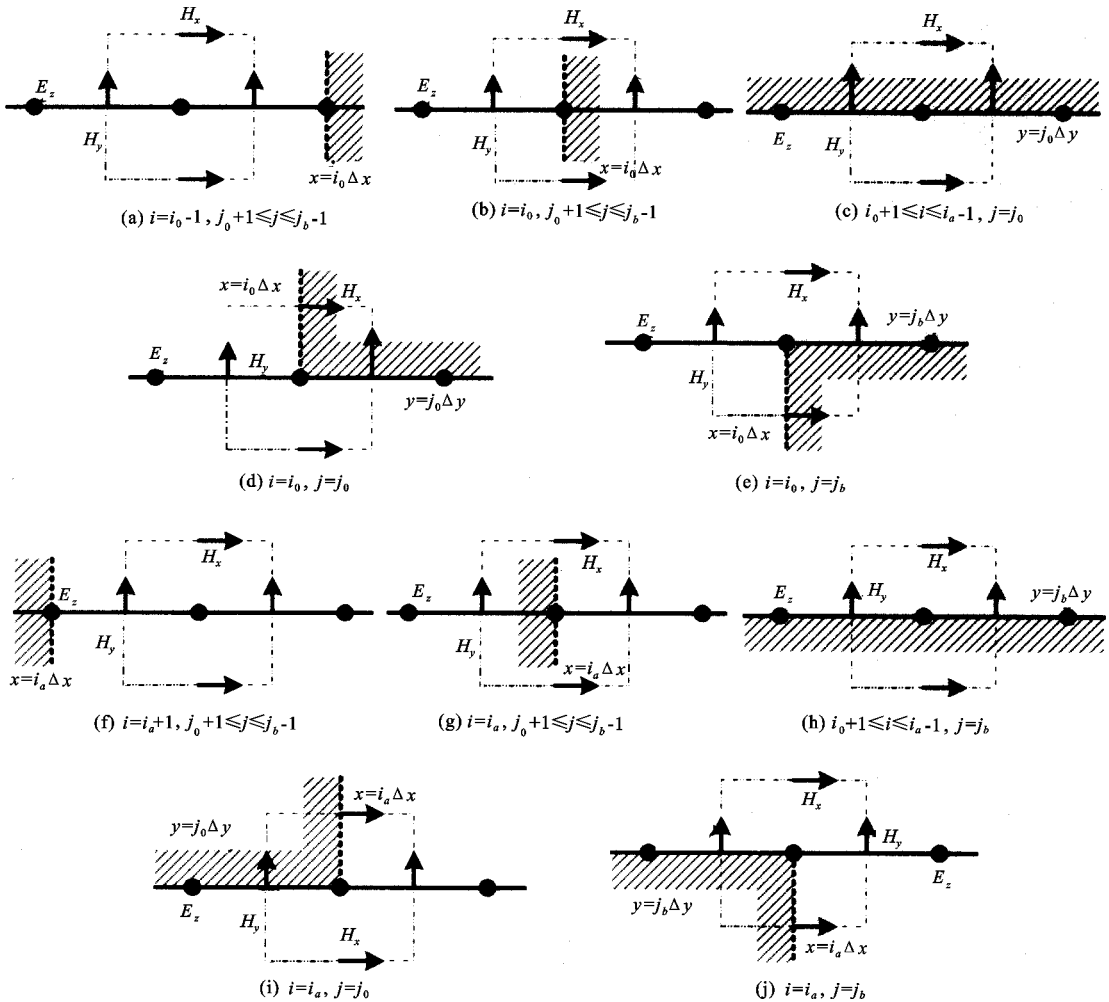 H_x
H_x
H_x
E_z
E_z
E_z
H_y
H_y
H_y
y=j_0Δy
x=i_0Δx
x=i_0Δx
(a) i=i_0-1, j_0+1≤j≤j_b-1
(b) i=i_0, j_0+1≤j≤j_b-1
(c) i_0+1≤i≤i_a-1, j=j_0
x=i_0Δx
H_x
H_x
E_z
H_y
E_z
y=j_bΔy
y=j_0Δy
H_y
x=i_0Δx
(d) i=i_0, j=j_0
(e) i=i_0, j=j_b
H_x
H_x
H_x
E_z
E_z
E_z
H_y
y=j_bΔy
H_y
H_y
x=i_aΔx
x=i_aΔx
(f) i=i_a+1, j_0+1≤j≤j_b-1
(g) i=i_a, j_0+1≤j≤j_b-1
(h) i_0+1≤i≤i_a-1, j=j_b
x=i_aΔx
H_x
y=j_0Δy
H_y
E_z
E_z
H_y
H_x
y=j_bΔy
x=i_aΔx
(i) i=i_a, j=j_0
(j) i=i_a, j=j_b